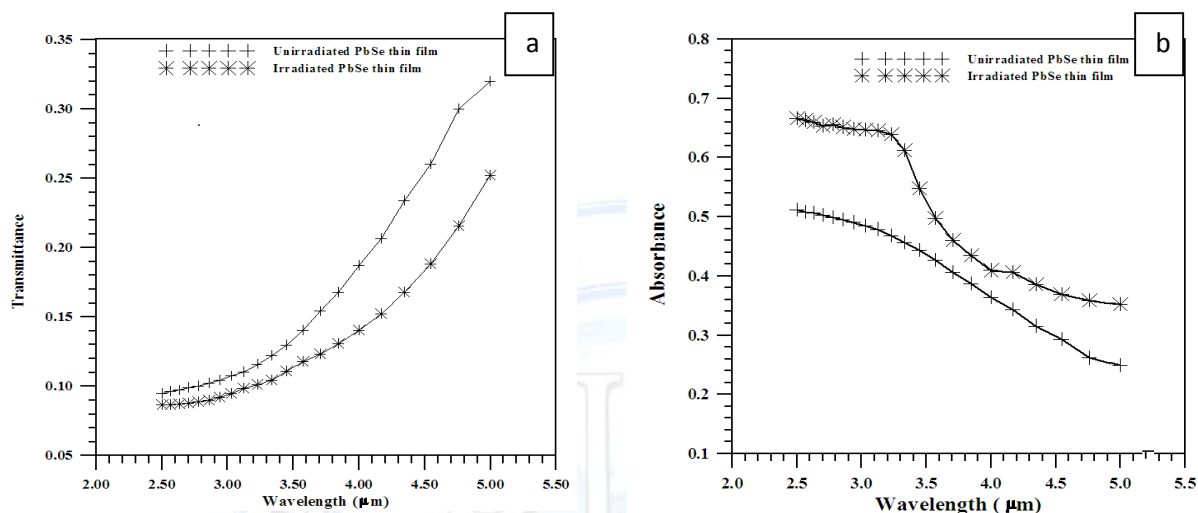 a
Unirradiated PbSe thin film
Irradiated PbSe thin film
0.35
0.30
0.25
0.20
0.15
0.10
0.05
Transmittance
2.00 2.50 3.00 3.50 4.00 4.50 5.00 5.50
Wavelength (μm)
b
Unirradiated PbSe thin film
Irradiated PbSe thin film
0.8
0.7
0.6
0.5
0.4
0.3
0.2
0.1
Absorbance
2.0 2.5 3.0 3.5 4.0 4.5 5.0 5.5
Wavelength ( μm)